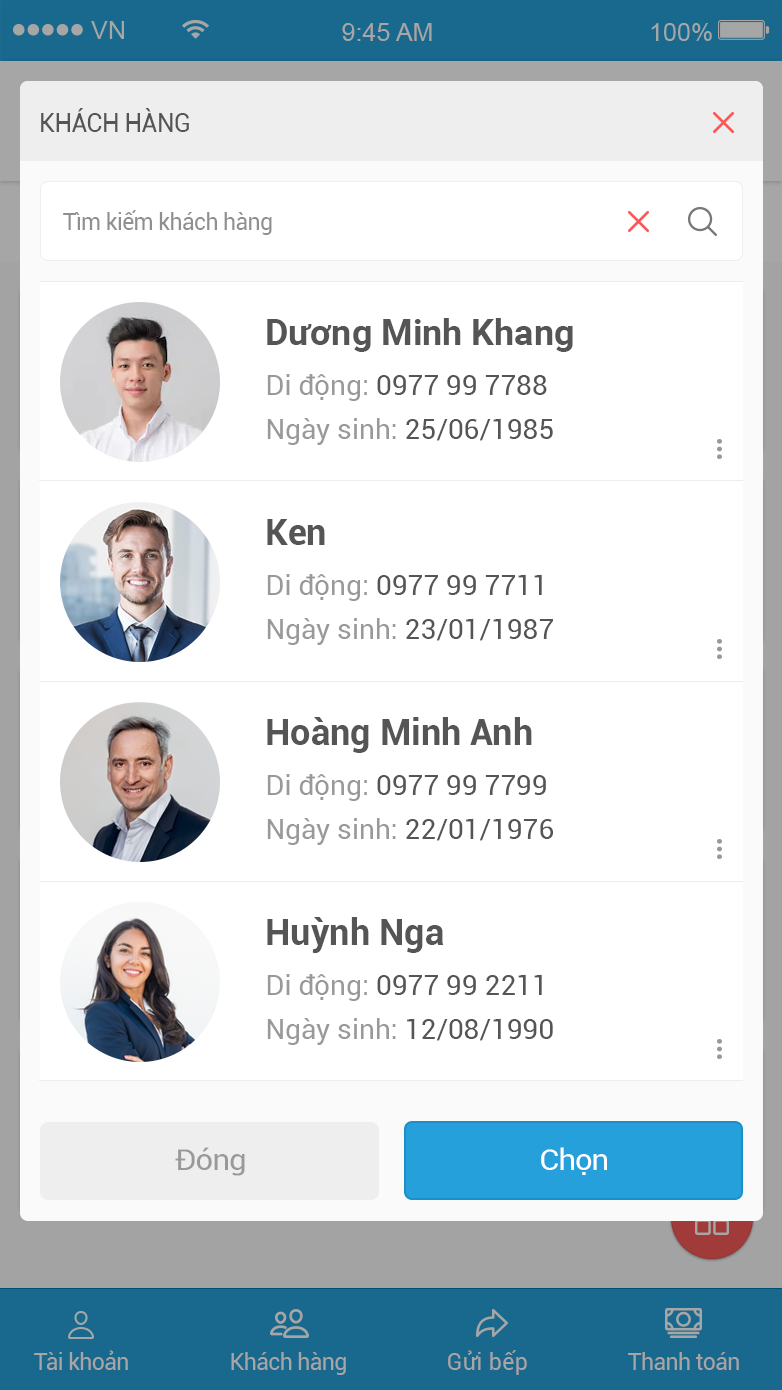 VN 9:45 AM 100%
KHÁCH HÀNG
Tìm kiếm khách hàng
Dương Minh Khang
Di động: 0977 99 7788
Ngày sinh: 25/06/1985
Ken
Di động: 0977 99 7711
Ngày sinh: 23/01/1987
Hoàng Minh Anh
Di động: 0977 99 7799
Ngày sinh: 22/01/1976
Huỳnh Nga
Di động: 0977 99 2211
Ngày sinh: 12/08/1990
Đóng Chọn
Tài khoản Khách hàng Gửi bếp Thanh toán